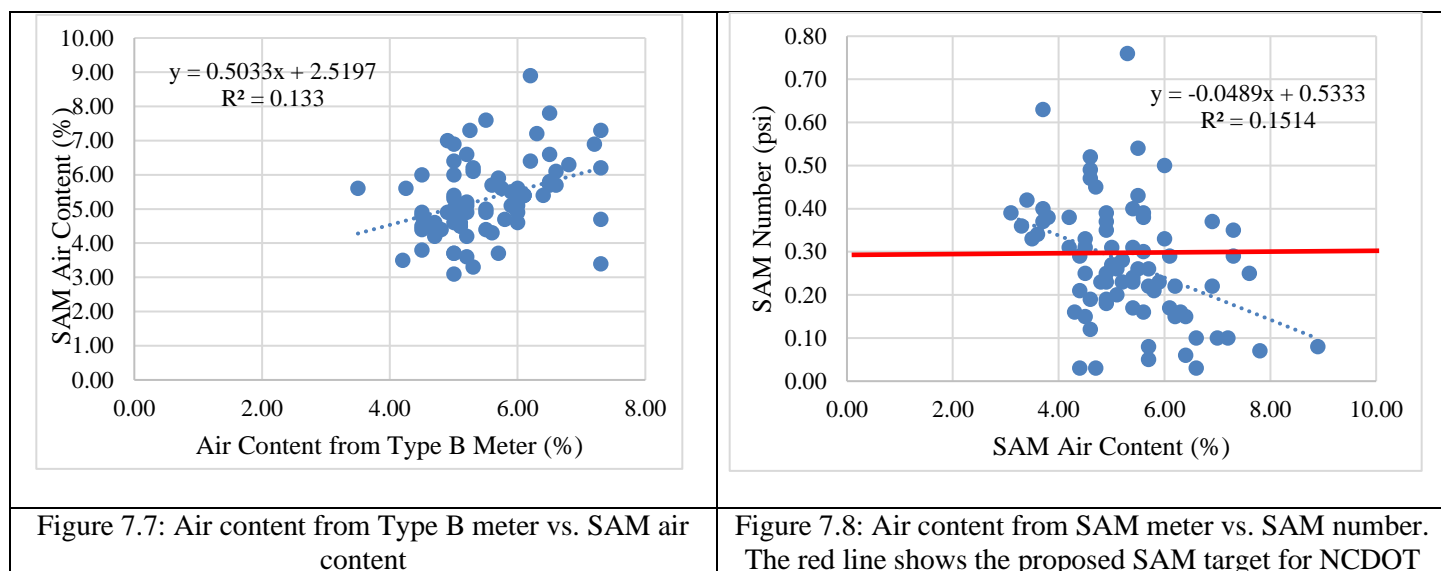 10.00
9.00
8.00
7.00
6.00
5.00
4.00
3.00
2.00
1.00
0.00
SAM Air Content (%)
y = 0.5033x + 2.5197
R² = 0.133
0.00 2.00 4.00 6.00 8.00
Air Content from Type B Meter (%)
0.80
0.70
0.60
0.50
0.40
0.30
0.20
0.10
0.00
SAM Number (psi)
y = -0.0489x + 0.5333
R² = 0.1514
0.00 2.00 4.00 6.00 8.00 10.00
SAM Air Content (%)
Figure 7.7: Air content from Type B meter vs. SAM air
content
Figure 7.8: Air content from SAM meter vs. SAM number.
The red line shows the proposed SAM target for NCDOT